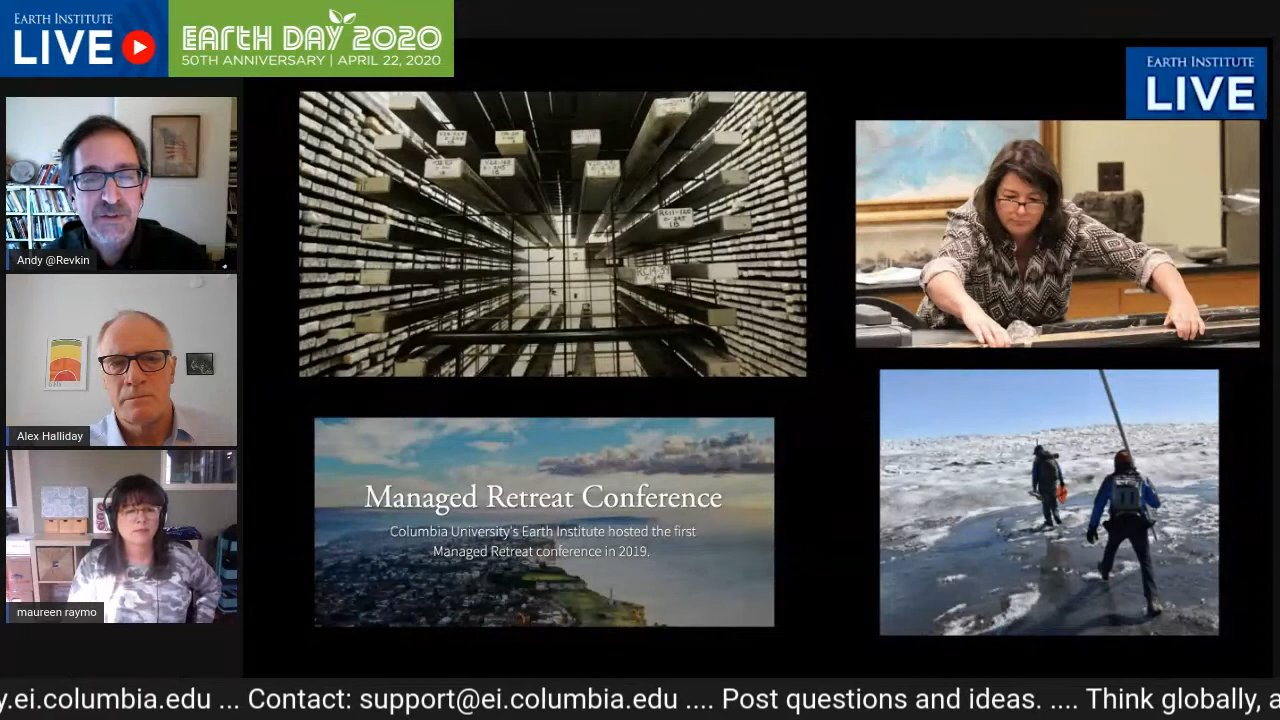 EARTH INSTITUTE
LIVE
EARTH DAY 2020
50TH ANNIVERSARY | APRIL 22, 2020
EARTH INSTITUTE
LIVE
Andy @Revkin
Alex Halliday
maureen raymo
Managed Retreat Conference
Columbia University's Earth Institute hosted the first
Managed Retreat conference in 2019.
y.ei.columbia.edu ... Contact: support@ei.columbia.edu .... Post questions and ideas. .... Think globally, a